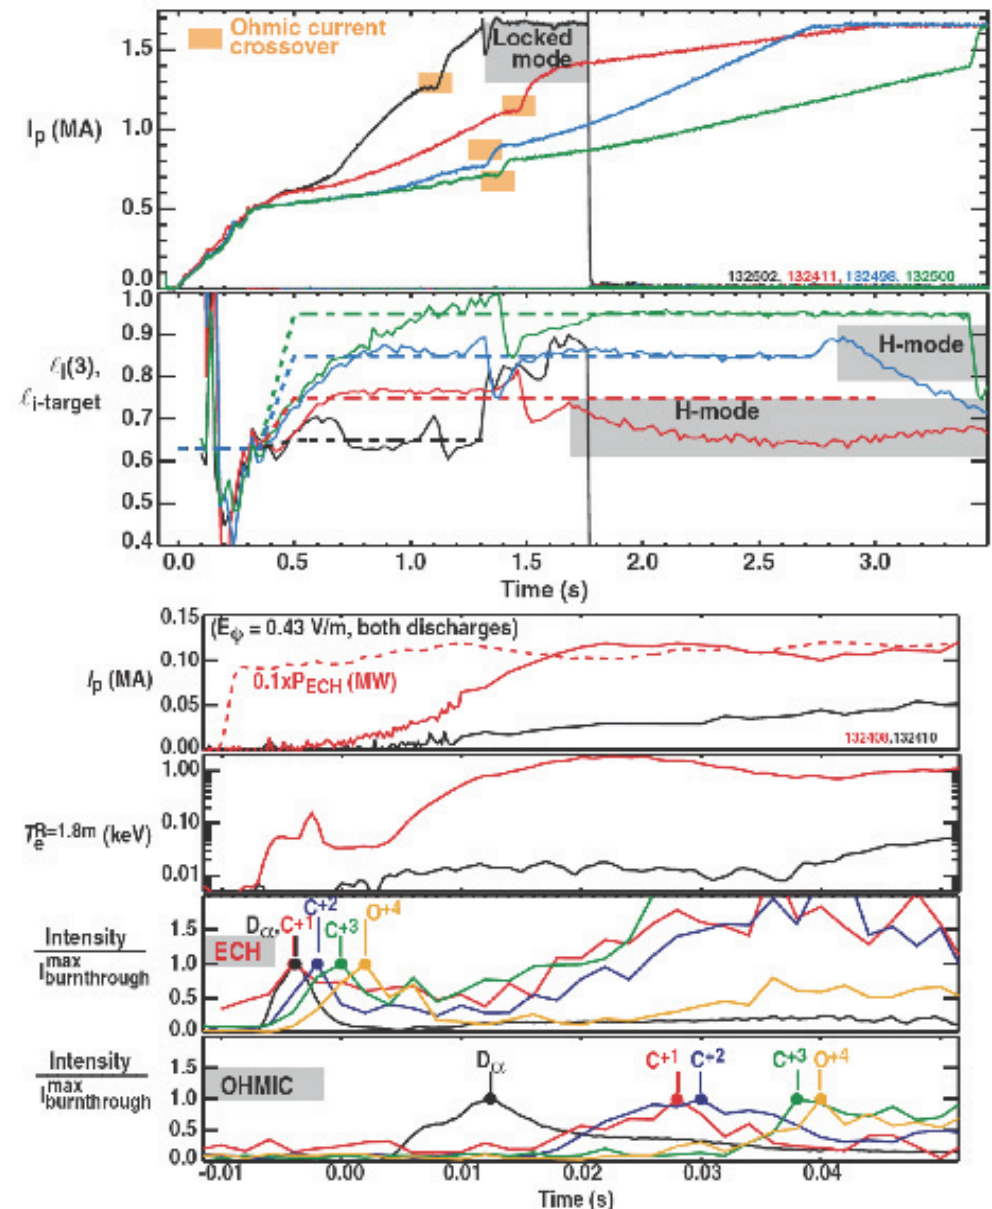 Ohmic current
crossover
Locked
mode
1.5
1.0
0.5
0.0
I_p (MA)
132502, 132411, 132498, 132500
1.0
0.9
0.8
0.7
0.6
0.5
0.4
ℓ_i(3),
ℓ_i-target
H-mode
H-mode
0.0 0.5 1.0 1.5 2.0 2.5 3.0
Time (s)
(E_φ = 0.43 V/m, both discharges)
0.15
0.10
0.05
0.00
I_p (MA)
0.1xP_ECH (MW)
132408,132410
1.00
0.10
0.01
T_e^R=1.8m (keV)
D_α, C+1 C+2 C+3 O+4
ECH
Intensity
I^max_burnthrough
1.5
1.0
0.5
0.0
D_α C+1 C+2 C+3 O+4
OHMIC
Intensity
I^max_burnthrough
1.5
1.0
0.5
0.0
-0.01 0.00 0.01 0.02 0.03 0.04
Time (s)